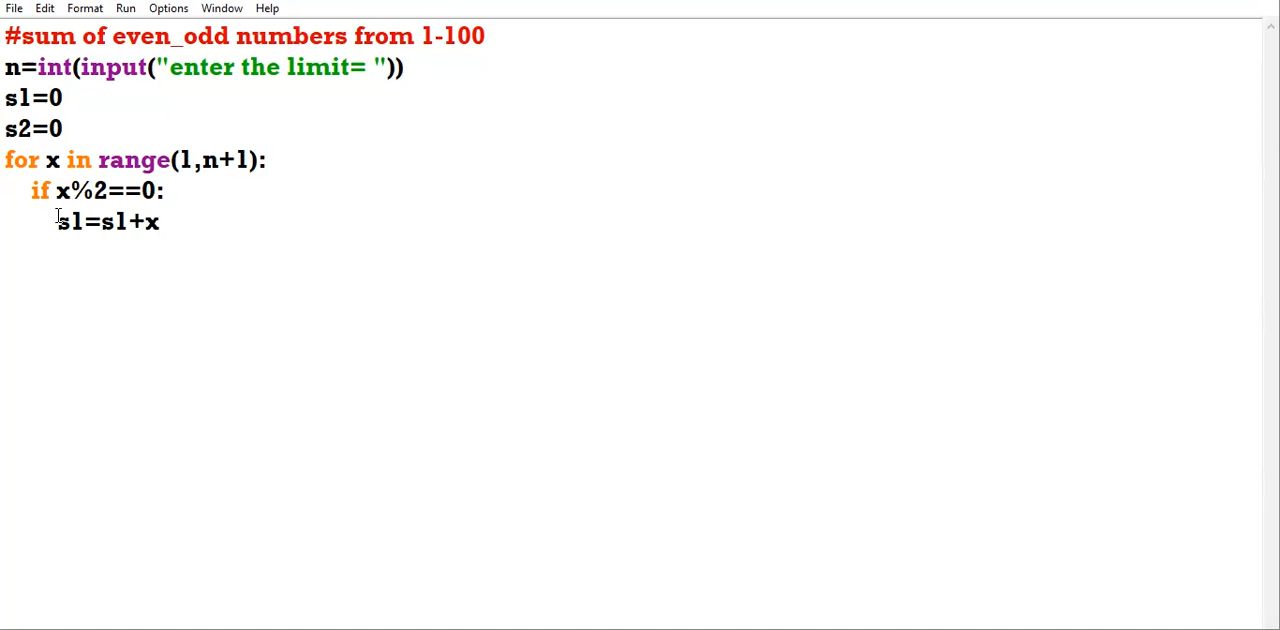 File Edit Format Run Options Window Help
#sum of even_odd numbers from 1-100
n=int(input("enter the limit= "))
s1=0
s2=0
for x in range(1,n+1):
    if x%2==0:
        s1=s1+x